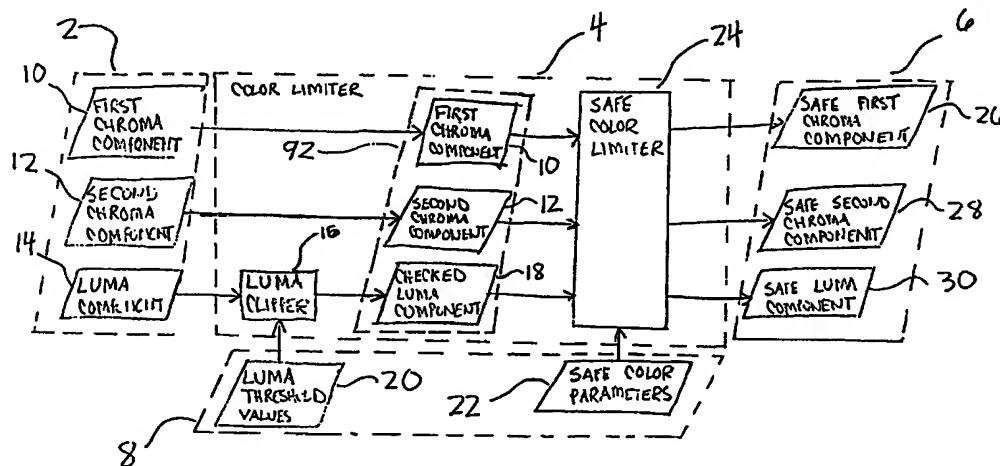 2
4
24
6
10
FIRST
CHROMA
COMPONENT
COLOR LIMITER
92
FIRST
CHROMA
COMPONENT
10
SAFE
COLOR
LIMITER
SAFE FIRST
CHROMA
COMPONENT
26
12
SECOND
CHROMA
COMPONENT
SECOND
CHROMA
COMPONENT
12
SAFE SECOND
CHROMA
COMPONENT
28
14
LUMA
COMPONENT
16
LUMA
CLIPPER
CHECKED
LUMA
COMPONENT
18
SAFE LUMA
COMPONENT
30
LUMA
THRESHOLD
VALUES
20
22
SAFE COLOR
PARAMETERS
8